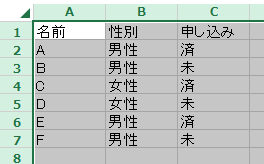 A B C
1 名前 性別 申し込み
2 A 男性 済
3 B 男性 未
4 C 女性 済
5 D 女性 未
6 E 男性 済
7 F 男性 未
8